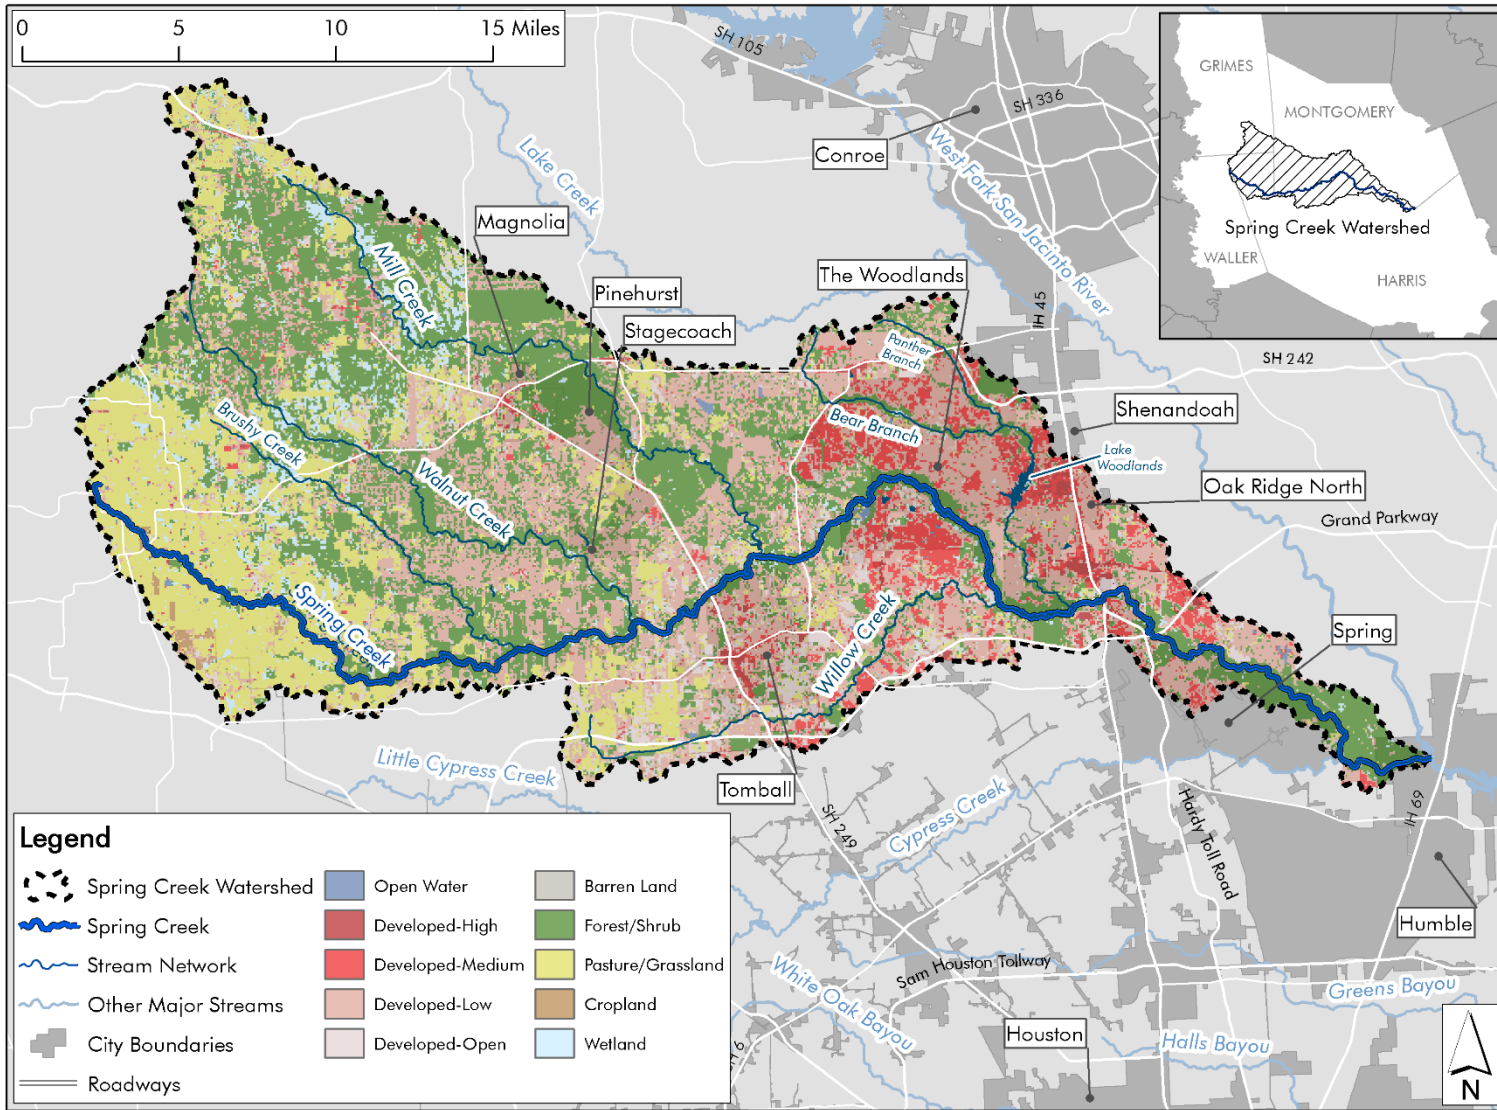 0 5 10 15 Miles
SH 105
SH 336
Conroe
Lake Creek
West Fork San Jacinto River
GRIMES
MONTGOMERY
Spring Creek Watershed
WALLER
HARRIS
Magnolia
Mill Creek
Pinehurst
The Woodlands
Stagecoach
IH 45
Panther
Branch
SH 242
Brushy Creek
Bear Branch
Shenandoah
Walnut Creek
Lake
Woodlands
Oak Ridge North
Grand Parkway
Spring Creek
Willow Creek
Spring
Little Cypress Creek
Tomball
SH 249
Cypress Creek
Hardy Toll Road
IH 69
Humble
White Oak Bayou
Sam Houston Tollway
Greens Bayou
Houston
Halls Bayou
N
Legend
Spring Creek Watershed
Spring Creek
Stream Network
Other Major Streams
City Boundaries
Roadways
Open Water
Developed-High
Developed-Medium
Developed-Low
Developed-Open
Barren Land
Forest/Shrub
Pasture/Grassland
Cropland
Wetland